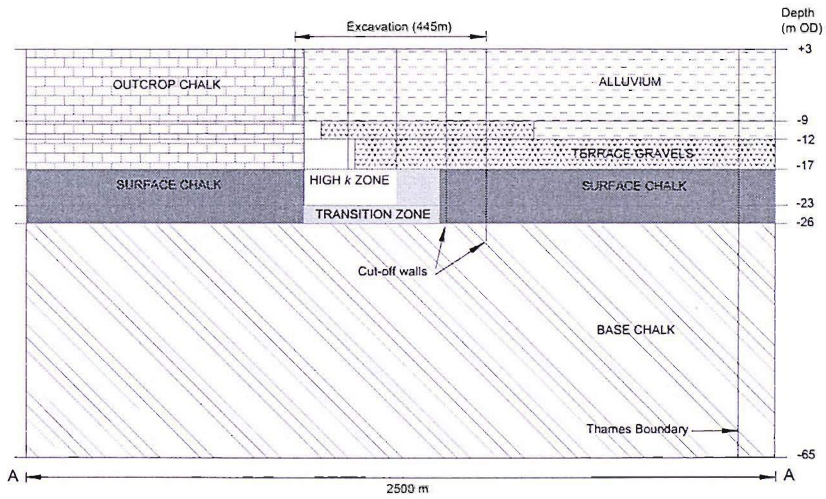 Depth
(m OD)
Excavation (445m)
+3
OUTCROP CHALK
ALLUVIUM
-9
-12
TERRACE GRAVELS
-17
SURFACE CHALK
HIGH k ZONE
SURFACE CHALK
-23
TRANSITION ZONE
-26
Cut-off walls
BASE CHALK
Thames Boundary
-65
A
A
2500 m